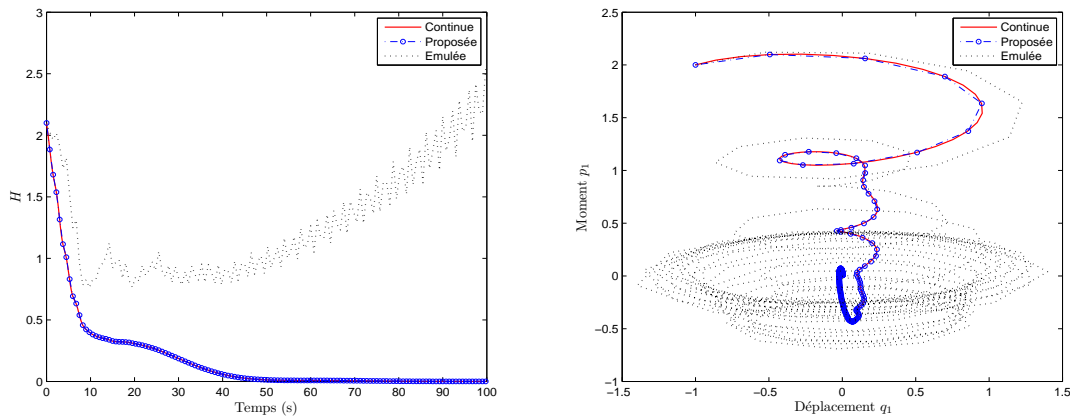 3
2.5
2
1.5
1
0.5
0
H
0 10 20 30 40 50 60 70 80 90 100
Temps (s)
Continue
Proposée
Emulée
2.5
2
1.5
1
0.5
0
−0.5
−1
Moment p1
−1.5 −1 −0.5 0 0.5 1 1.5
Déplacement q1
Continue
Proposée
Emulée